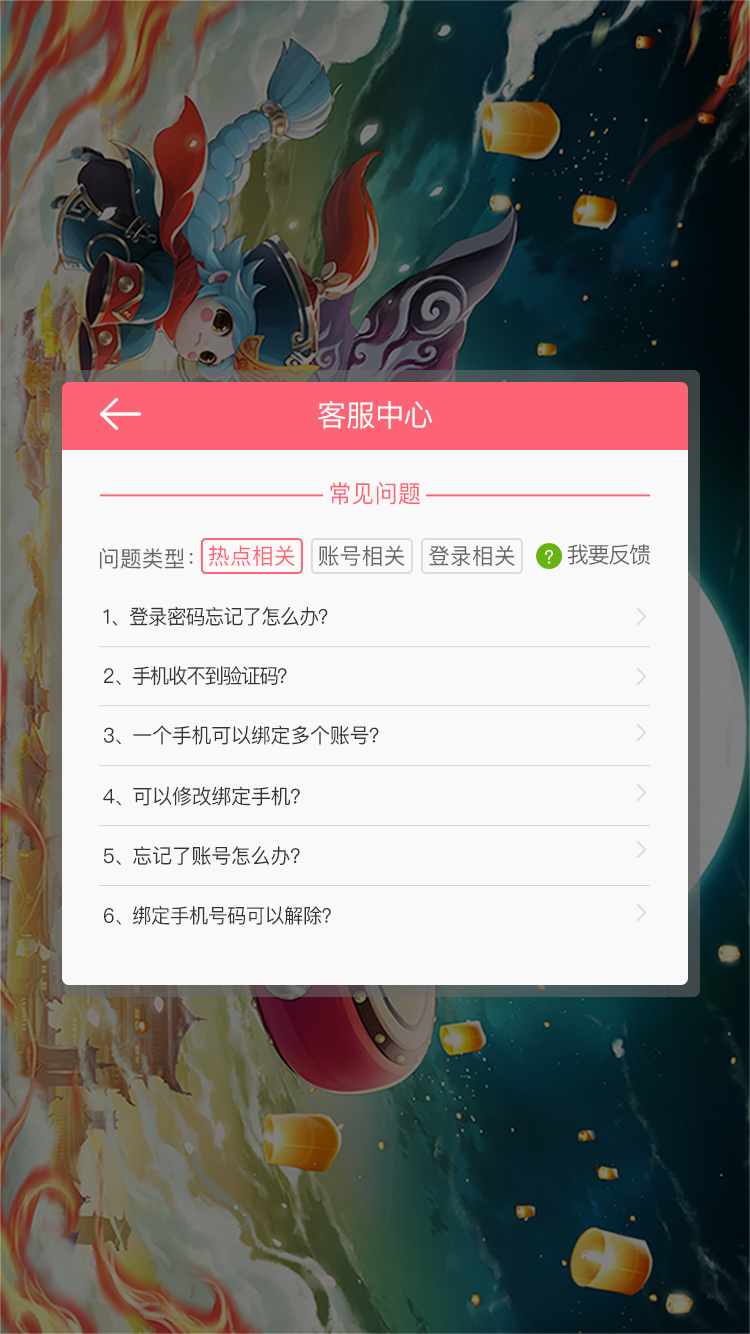 客服中心
常见问题
问题类型: 热点相关 账号相关 登录相关 ? 我要反馈
1、登录密码忘记了怎么办?
2、手机收不到验证码?
3、一个手机可以绑定多个账号?
4、可以修改绑定手机?
5、忘记了账号怎么办?
6、绑定手机号码可以解除?